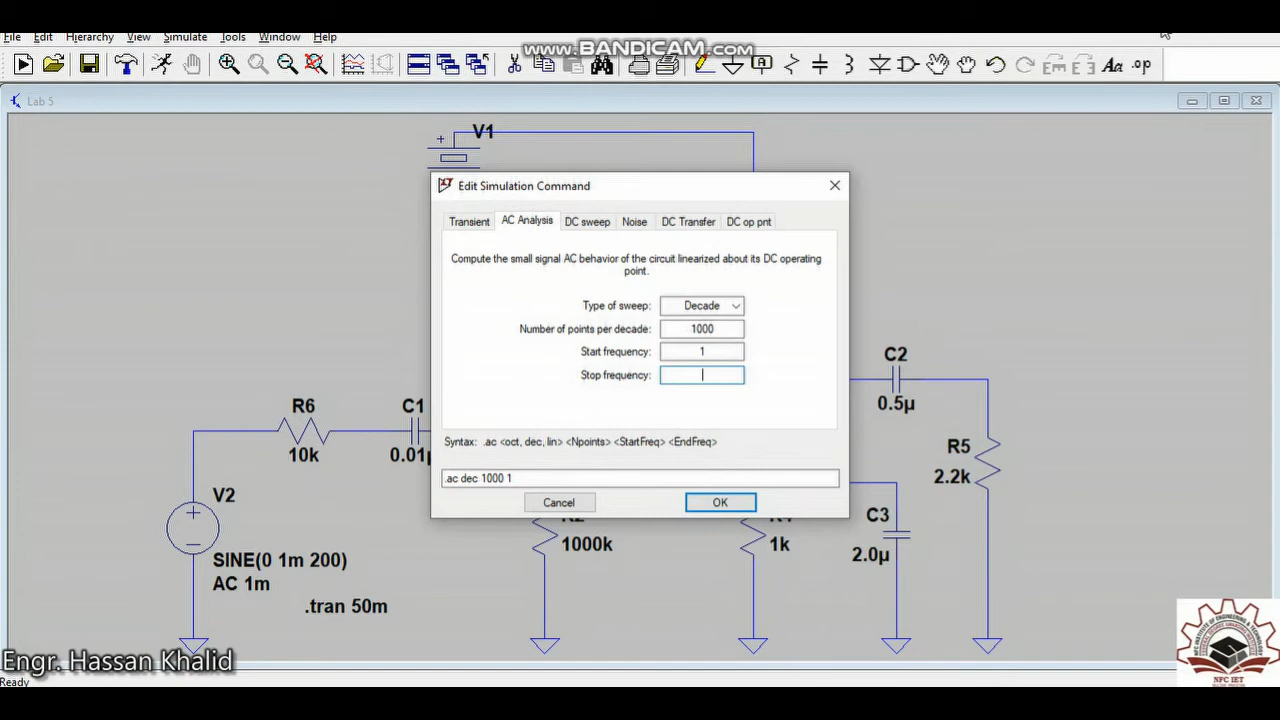 www.BANDICAM.com
File Edit Hierarchy View Simulate Tools Window Help
Aa .op
Lab 5
V1
Edit Simulation Command
Transient AC Analysis DC sweep Noise DC Transfer DC op pnt
Compute the small signal AC behavior of the circuit linearized about its DC operating
point.
Type of sweep: Decade
Number of points per decade: 1000
Start frequency: 1
Stop frequency:
Syntax: .ac <oct, dec, lin> <Npoints> <StartFreq> <EndFreq>
.ac dec 1000 1
Cancel OK
R6
10k
C1
V2
SINE(0 1m 200)
AC 1m
.tran 50m
1000k
1k
C3
2.0µ
C2
0.5µ
R5
2.2k
Engr. Hassan Khalid
NFC IET
Ready